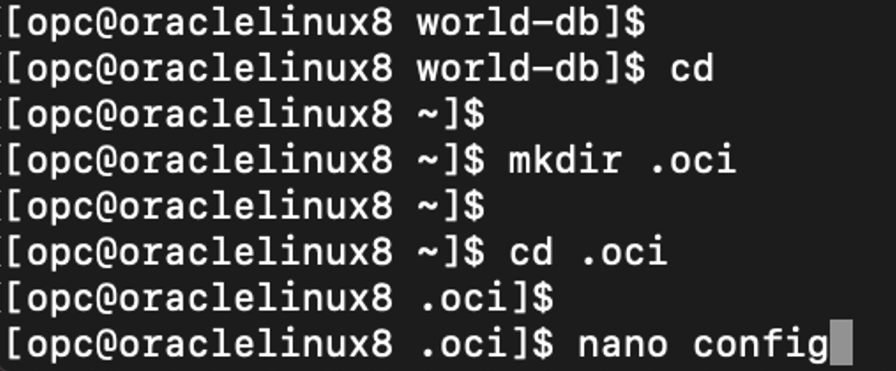 [opc@oraclelinux8 world-db]$
[opc@oraclelinux8 world-db]$ cd
[opc@oraclelinux8 ~]$
[opc@oraclelinux8 ~]$ mkdir .oci
[opc@oraclelinux8 ~]$
[opc@oraclelinux8 ~]$ cd .oci
[opc@oraclelinux8 .oci]$
[opc@oraclelinux8 .oci]$ nano config